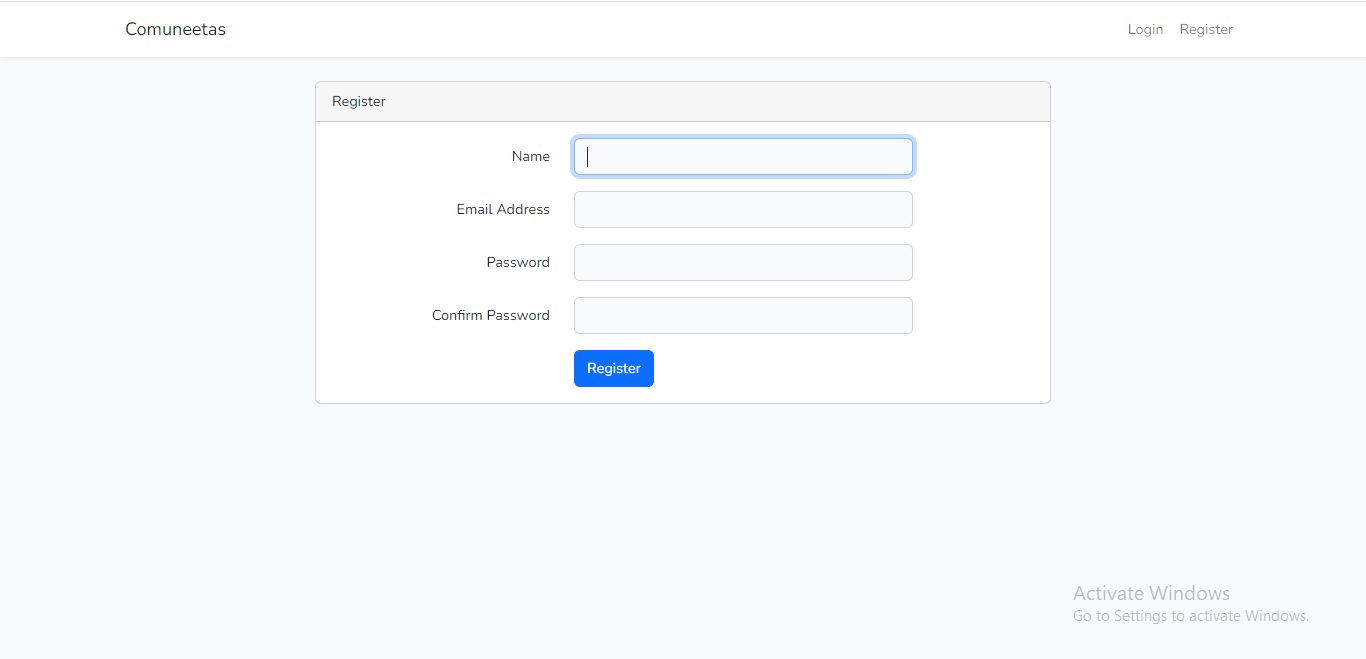 Comuneetas
Login Register
Register
Name
Email Address
Password
Confirm Password
Register
Activate Windows
Go to Settings to activate Windows.